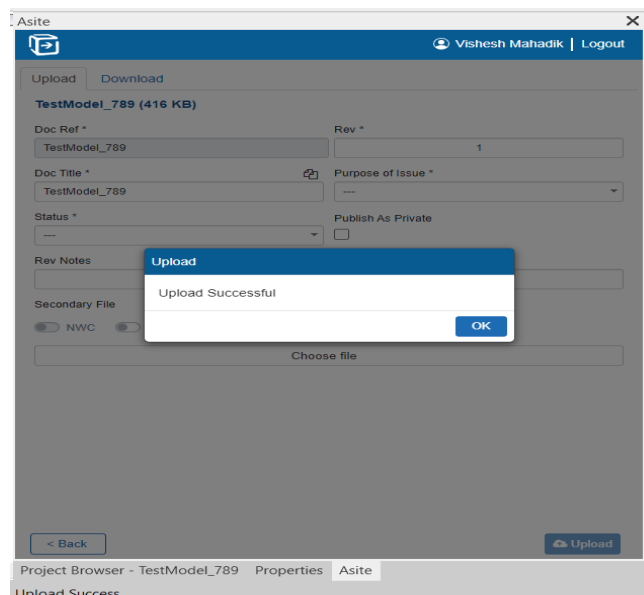 Asite
Vishesh Mahadik | Logout
Upload Download
TestModel_789 (416 KB)
Doc Ref * Rev *
TestModel_789 1
Doc Title * Purpose of Issue *
TestModel_789 ---
Status * Publish As Private
---
Rev Notes
Upload
Upload Successful
Secondary File
NWC
OK
Choose file
< Back Upload
Project Browser - TestModel_789 Properties Asite
Upload Success